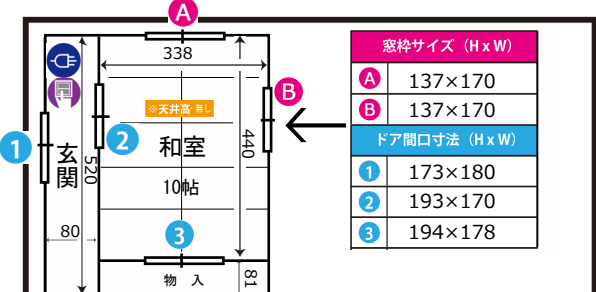 A
338
B
※天井高:無し
1
2
玄関
520
和室
440
10帖
80
3
物 入
81
窓枠サイズ（H x W）
A 137×170
B 137×170
ドア間口寸法（H x W）
1 173×180
2 193×170
3 194×178